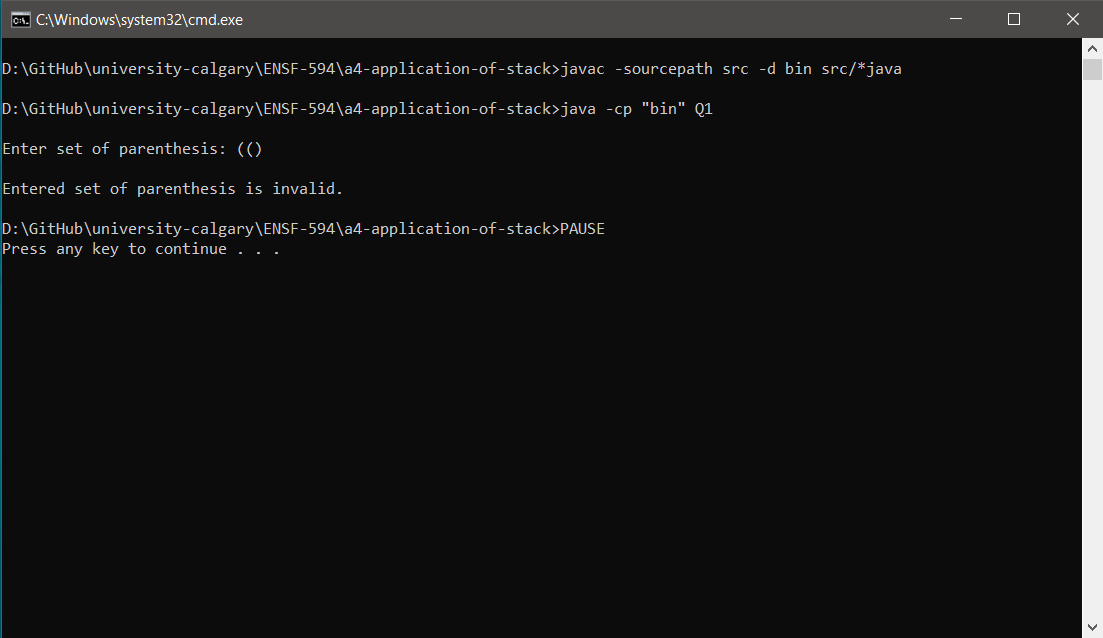 C:\Windows\system32\cmd.exe
D:\GitHub\university-calgary\ENSF-594\a4-application-of-stack>javac -sourcepath src -d bin src/*java
D:\GitHub\university-calgary\ENSF-594\a4-application-of-stack>java -cp "bin" Q1
Enter set of parenthesis: (()
Entered set of parenthesis is invalid.
D:\GitHub\university-calgary\ENSF-594\a4-application-of-stack>PAUSE
Press any key to continue . . .